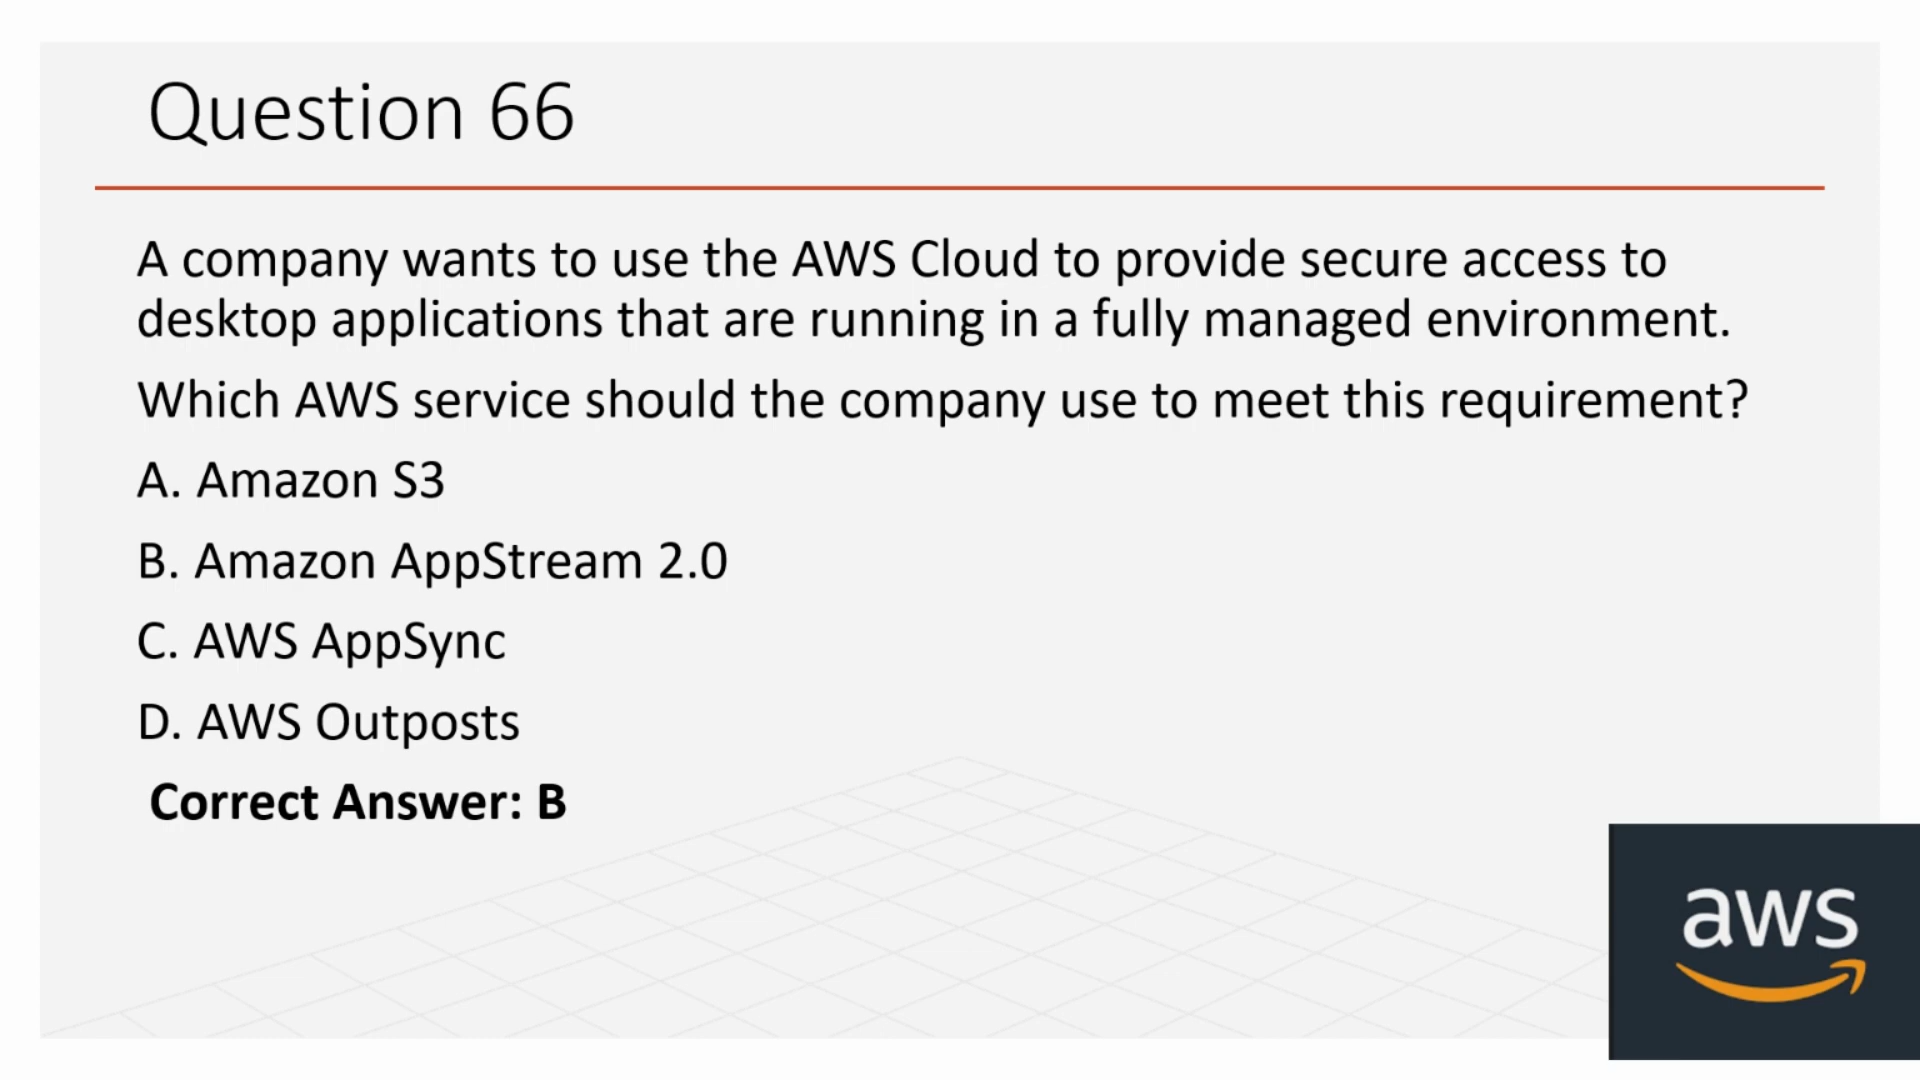 Question 66
A company wants to use the AWS Cloud to provide secure access to
desktop applications that are running in a fully managed environment.
Which AWS service should the company use to meet this requirement?
A. Amazon S3
B. Amazon AppStream 2.0
C. AWS AppSync
D. AWS Outposts
Correct Answer: B
aws